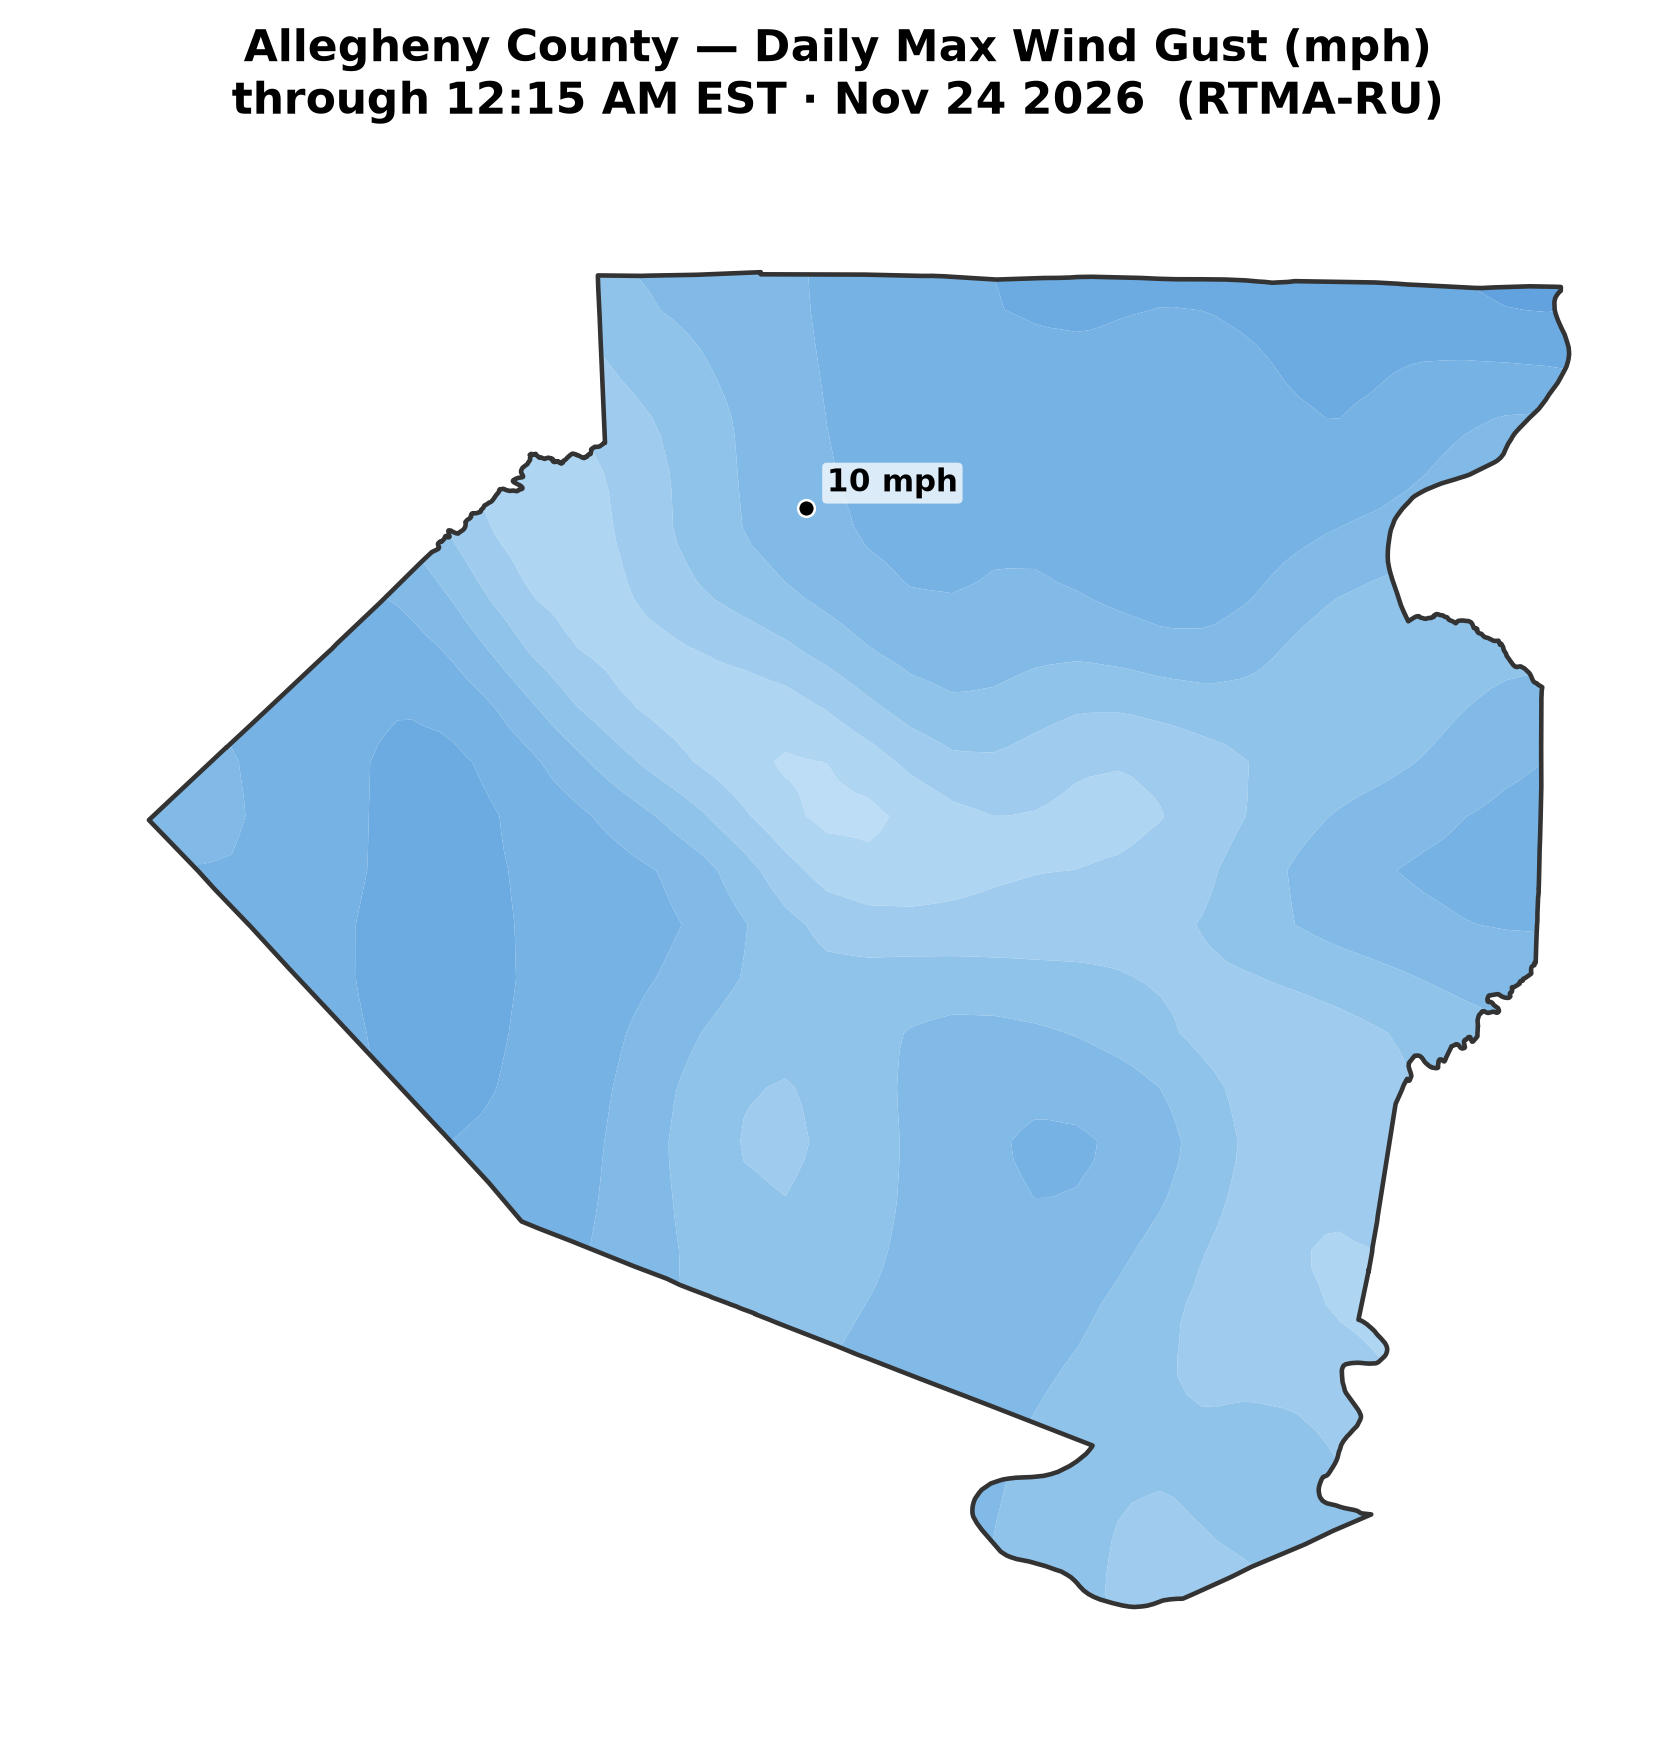 Allegheny County — Daily Max Wind Gust (mph)
through 12:15 AM EST · Nov 24 2026 (RTMA-RU)
10 mph